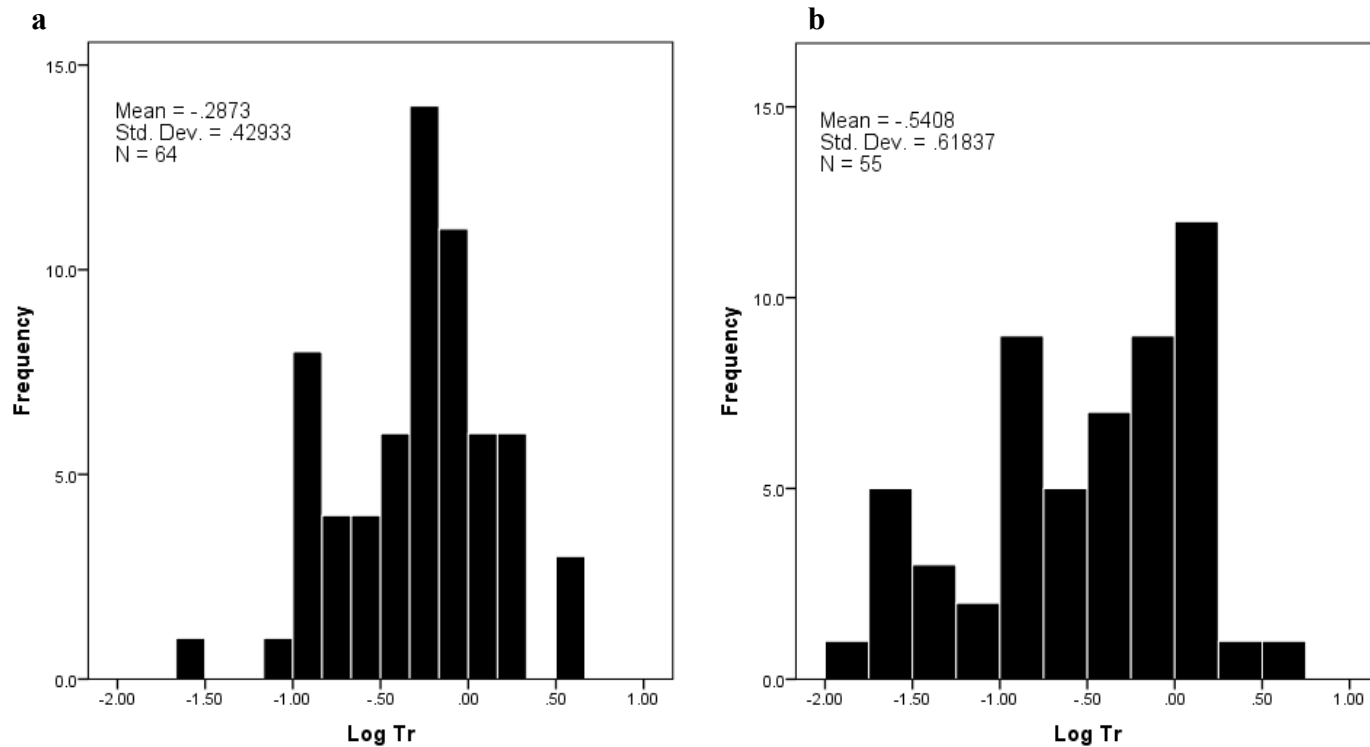 a
15.0
10.0
5.0
0.0
Frequency
Mean = -.2873
Std. Dev. = .42933
N = 64
-2.00 -1.50 -1.00 -.50 .00 .50 1.00
Log Tr
b
15.0
10.0
5.0
0.0
Frequency
Mean = -.5408
Std. Dev. = .61837
N = 55
-2.00 -1.50 -1.00 -.50 .00 .50 1.00
Log Tr